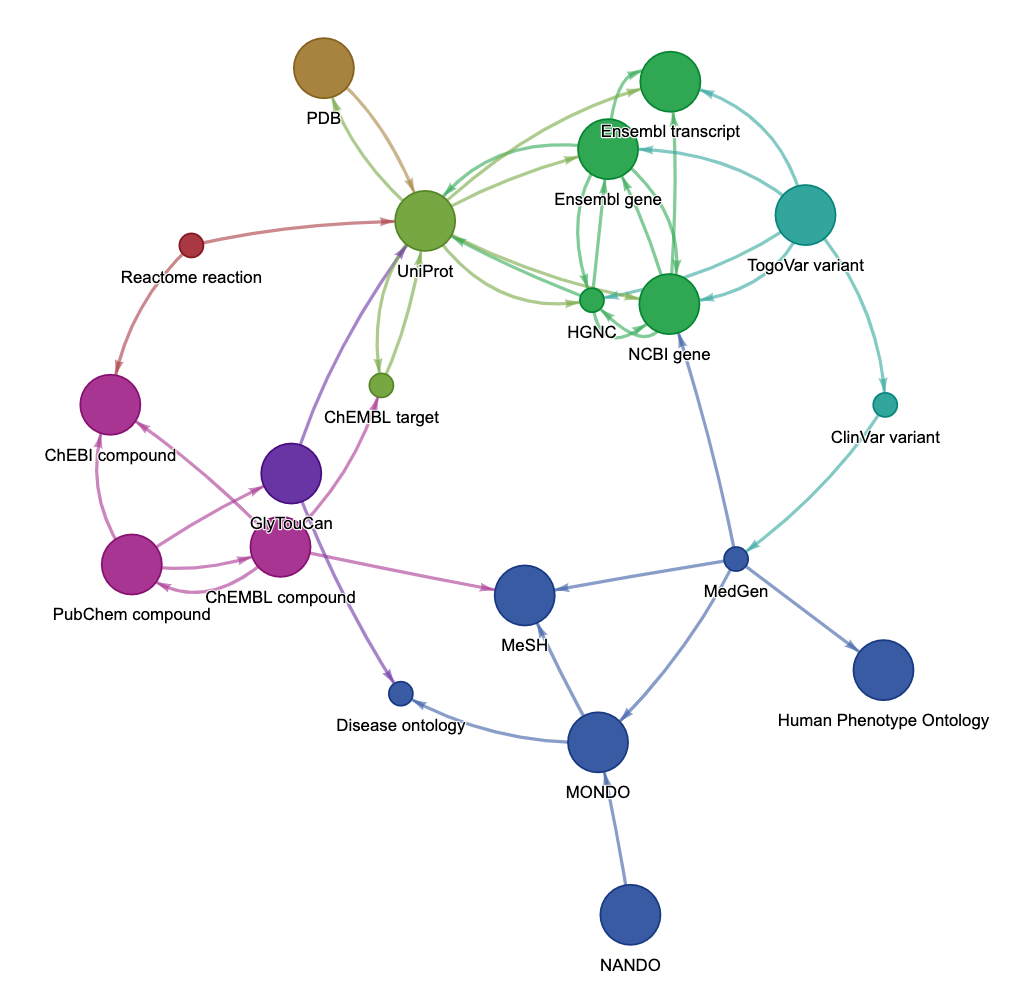 PDB
Ensembl transcript
Ensembl gene
TogoVar variant
UniProt
Reactome reaction
HGNC
NCBI gene
ChEMBL target
ClinVar variant
ChEBI compound
GlyTouCan
MedGen
ChEMBL compound
PubChem compound
MeSH
Human Phenotype Ontology
Disease ontology
MONDO
NANDO